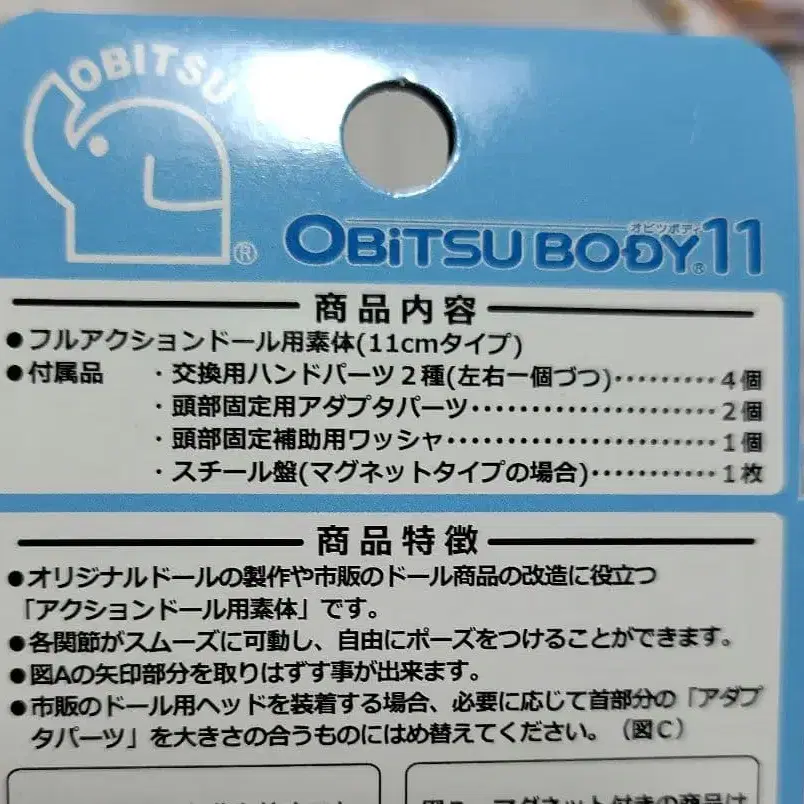 OBITSU
®
オビツボディ
OBiTSU BODY®11
商品内容
●フルアクションドール用素体(11cmタイプ)
●付属品 ・交換用ハンドパーツ２種(左右一個づつ)・・・・・・・・・４個
・頭部固定用アダプタパーツ・・・・・・・・・・・・・・・・・・２個
・頭部固定補助用ワッシャ・・・・・・・・・・・・・・・・・・・・１個
・スチール盤(マグネットタイプの場合)・・・・・・・・・・・１枚
商品特徴
●オリジナルドールの製作や市販のドール商品の改造に役立つ
「アクションドール用素体」です。
●各関節がスムーズに可動し、自由にポーズをつけることができます。
●図Aの矢印部分を取りはずす事が出来ます。
●市販のドール用ヘッドを装着する場合、必要に応じて首部分の「アダプ
タパーツ」を大きさの合うものにはめ替えてください。（図C）
マグネット付きの商品は